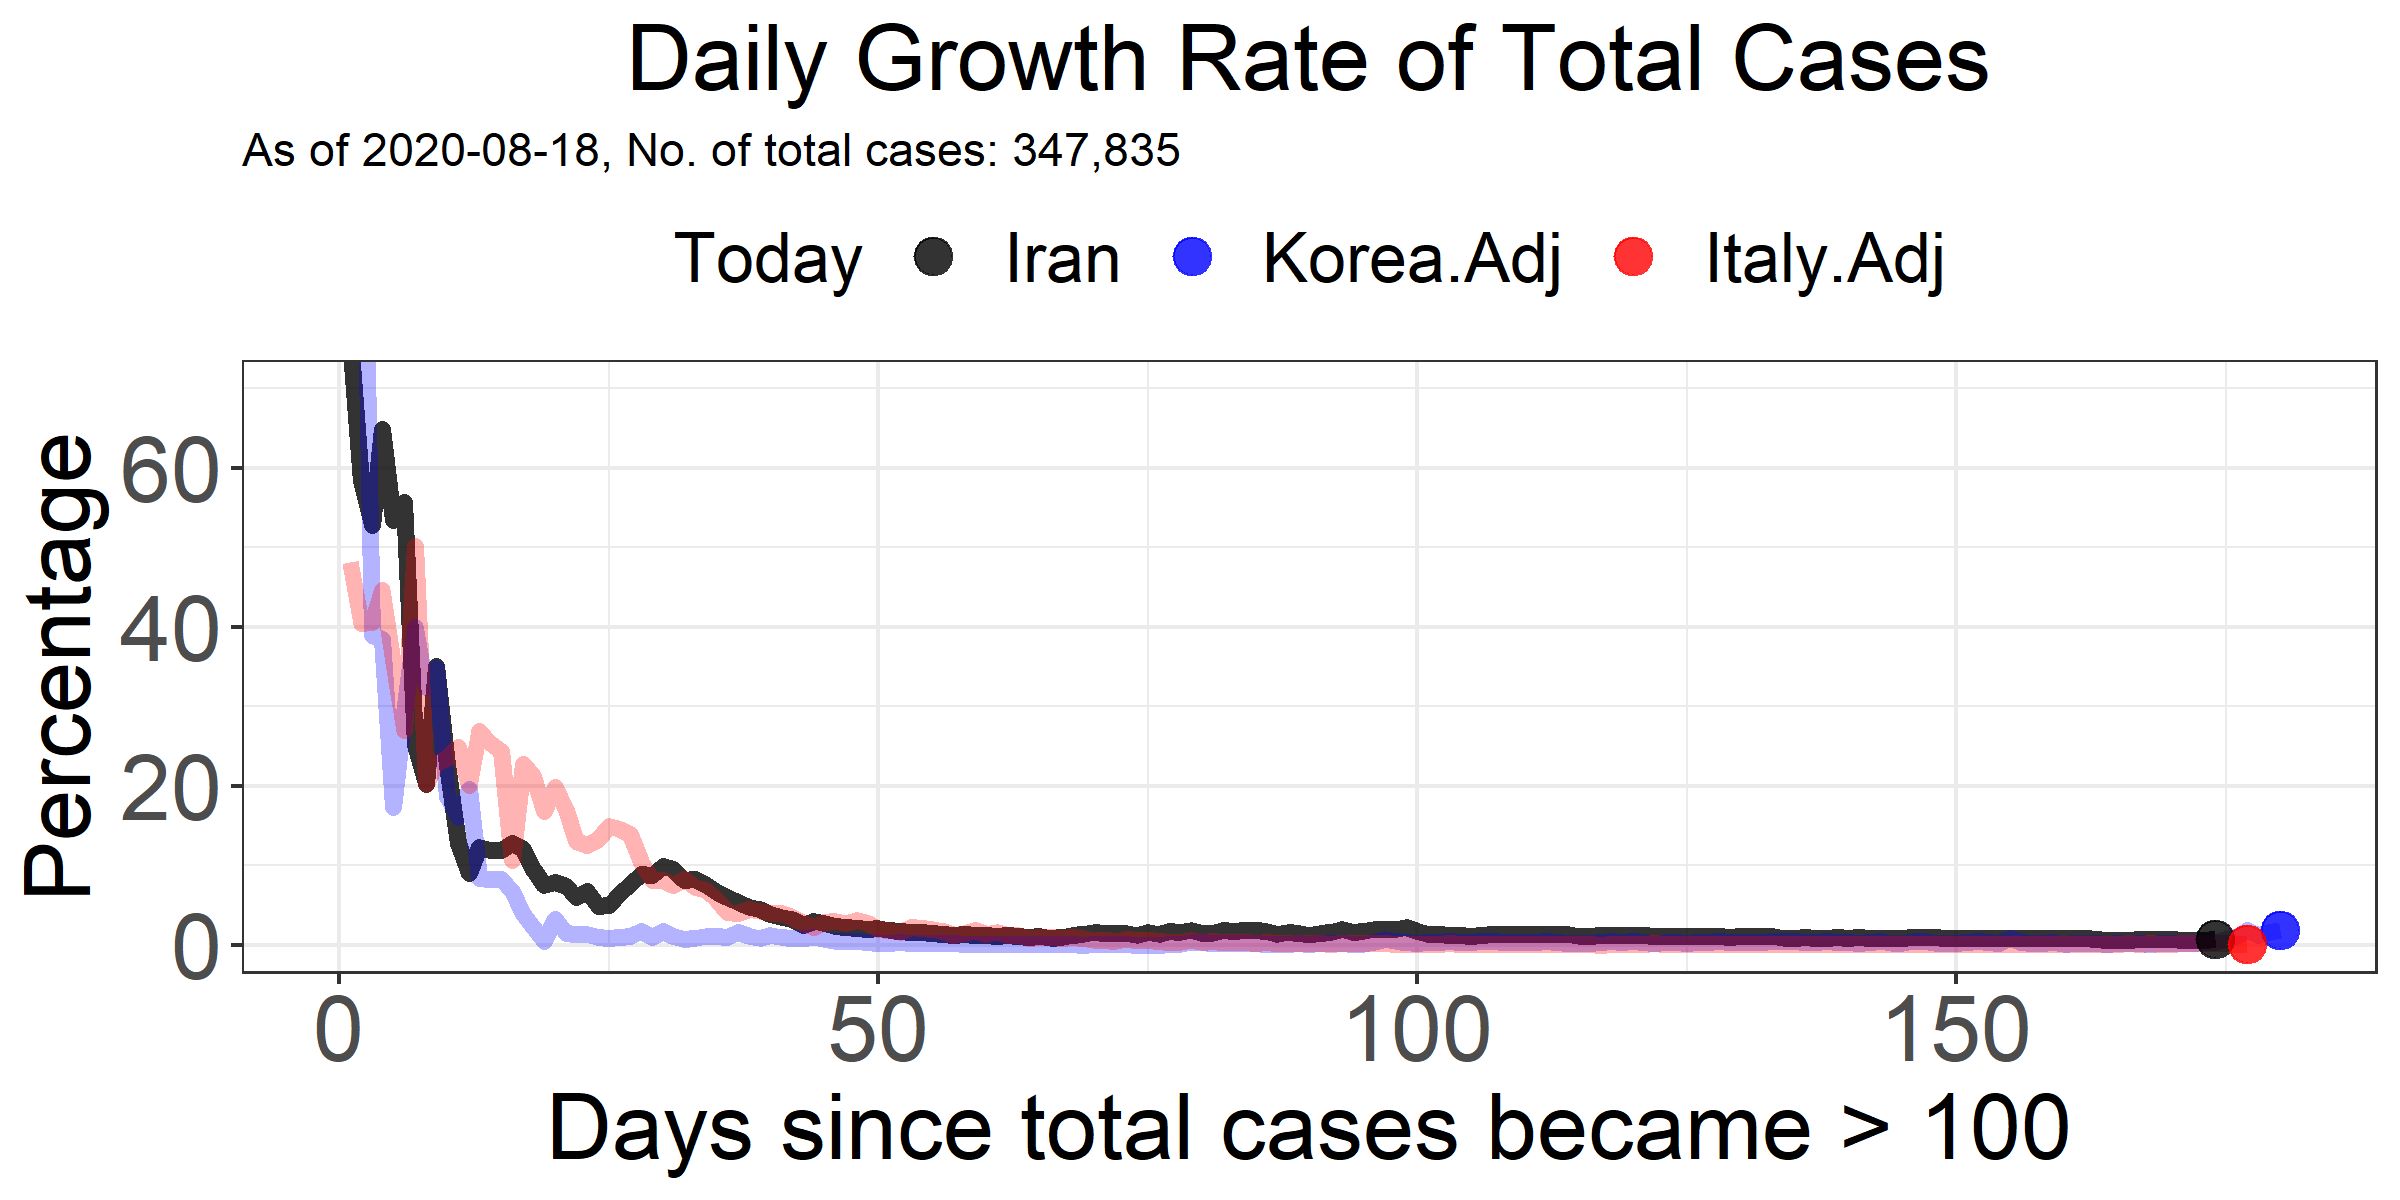 Daily Growth Rate of Total Cases
As of 2020-08-18, No. of total cases: 347,835
Today Iran Korea.Adj Italy.Adj
Percentage
60
40
20
0
0 50 100 150
Days since total cases became > 100